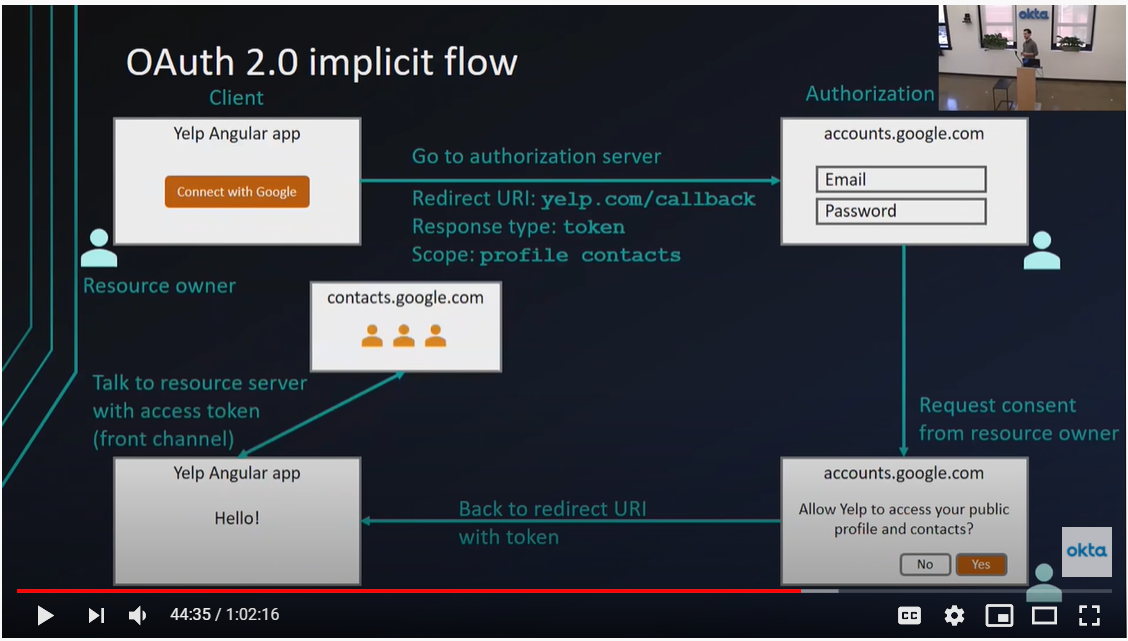 okta
OAuth 2.0 implicit flow
Client
Authorization
Yelp Angular app
Connect with Google
Go to authorization server
Redirect URI: yelp.com/callback
Response type: token
Scope: profile contacts
accounts.google.com
Email
Password
Resource owner
contacts.google.com
Talk to resource server
with access token
(front channel)
Request consent
from resource owner
Yelp Angular app
Hello!
Back to redirect URI
with token
accounts.google.com
Allow Yelp to access your public
profile and contacts?
No
Yes
okta
44:35 / 1:02:16
CC